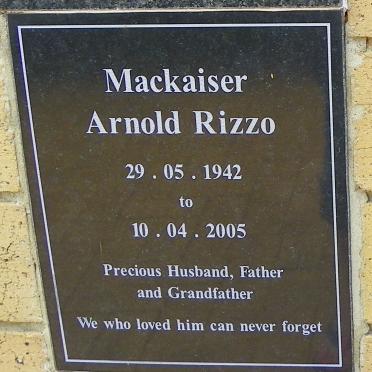 Mackaiser
Arnold Rizzo
29 . 05 . 1942
to
10 . 04 . 2005
Precious Husband, Father
and Grandfather
We who loved him can never forget